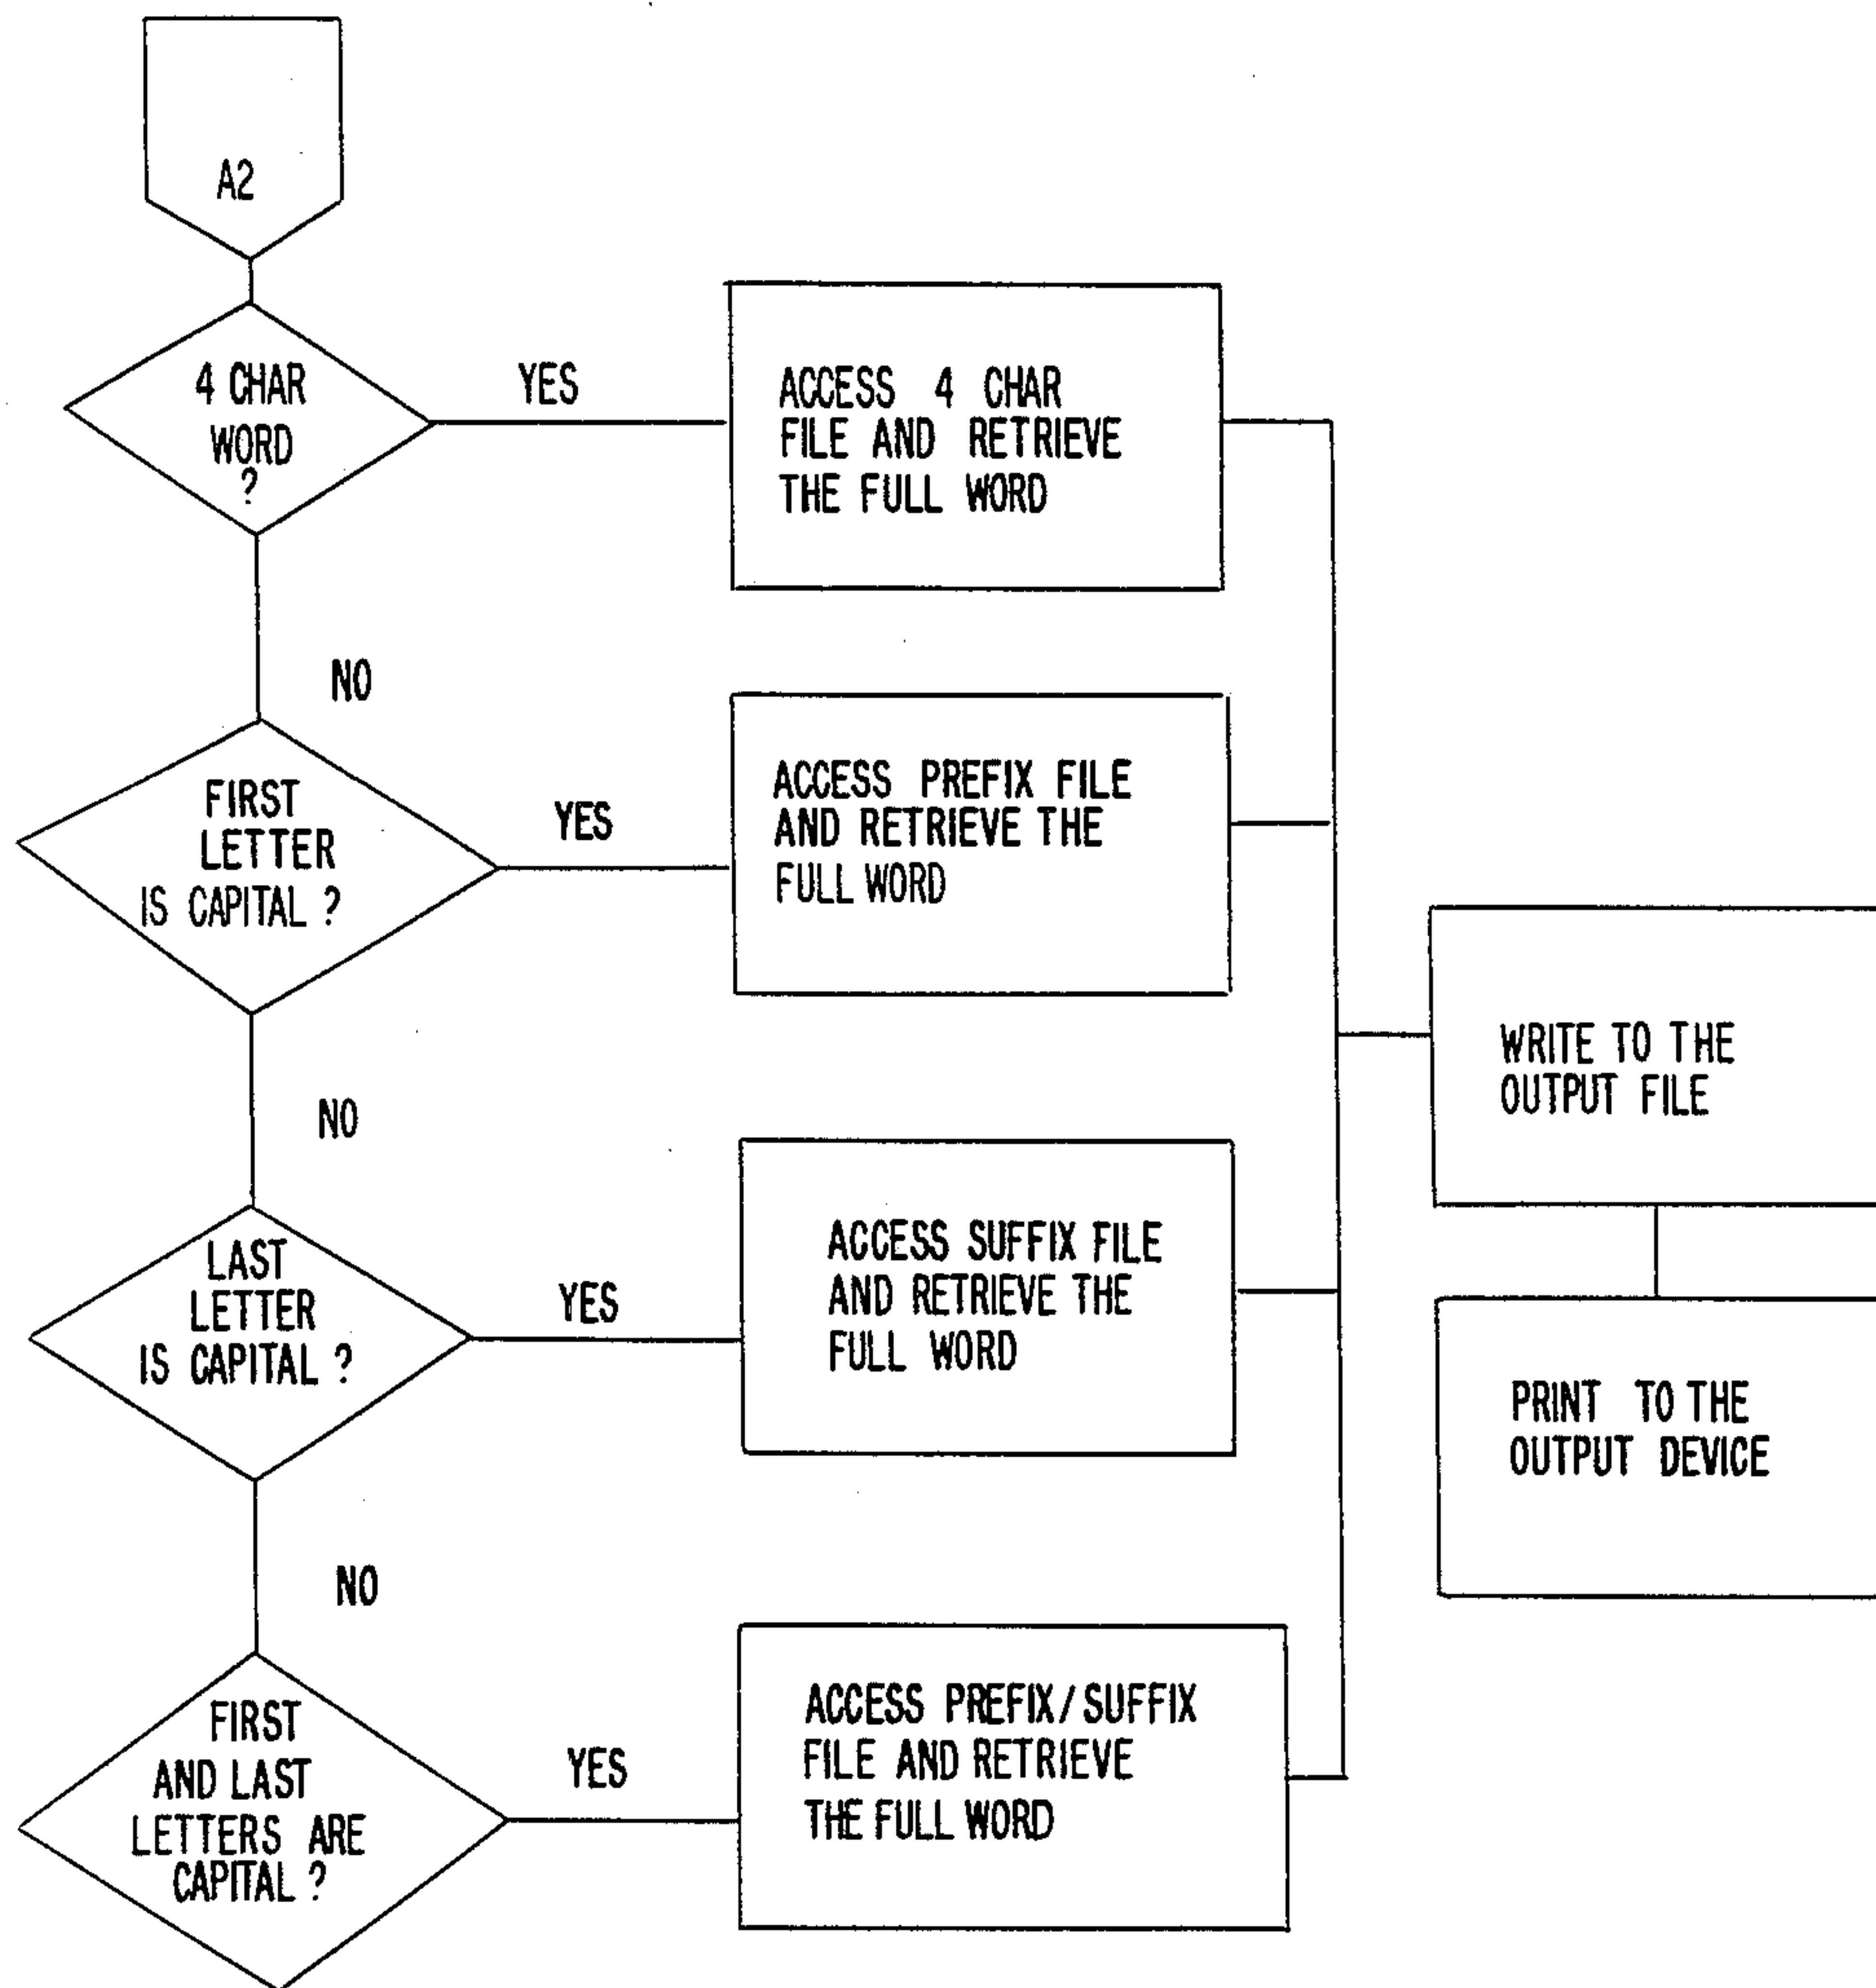 A2
4 CHAR
WORD
?
YES
ACCESS 4 CHAR
FILE AND RETRIEVE
THE FULL WORD
NO
FIRST
LETTER
IS CAPITAL ?
YES
ACCESS PREFIX FILE
AND RETRIEVE THE
FULL WORD
NO
LAST
LETTER
IS CAPITAL ?
YES
ACCESS SUFFIX FILE
AND RETRIEVE THE
FULL WORD
NO
FIRST
AND LAST
LETTERS ARE
CAPITAL ?
YES
ACCESS PREFIX/SUFFIX
FILE AND RETRIEVE
THE FULL WORD
WRITE TO THE
OUTPUT FILE
PRINT TO THE
OUTPUT DEVICE